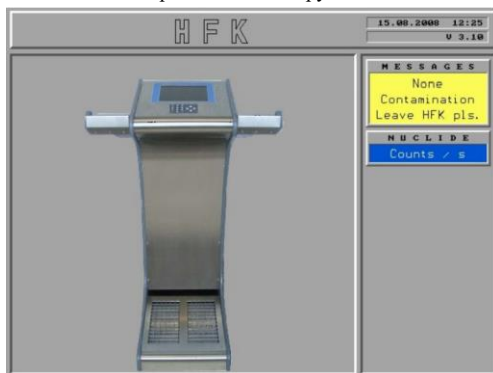 HFK
15.08.2008 12:25
V 3.10
MESSAGES
None
Contamination
Leave HFK pls.
NUCLIDE
Counts / s